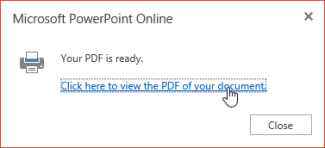 Microsoft PowerPoint Online
Your PDF is ready.
Click here to view the PDF of your document.
Close